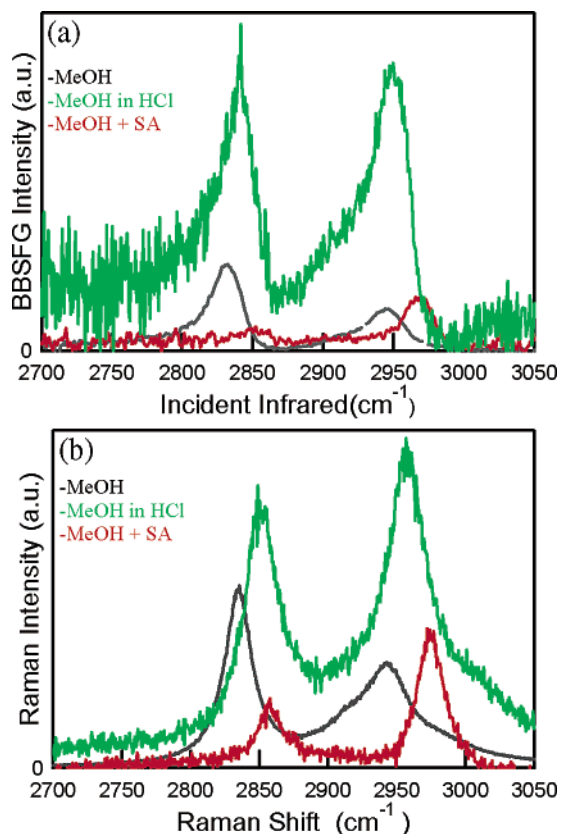 (a)
-MeOH
-MeOH in HCl
-MeOH + SA
BBSFG Intensity (a.u.)
0
2700 2750 2800 2850 2900 2950 3000 3050
Incident Infrared(cm-1)
(b)
-MeOH
-MeOH in HCl
-MeOH + SA
Raman Intensity (a.u.)
0
2700 2750 2800 2850 2900 2950 3000 3050
Raman Shift (cm-1)